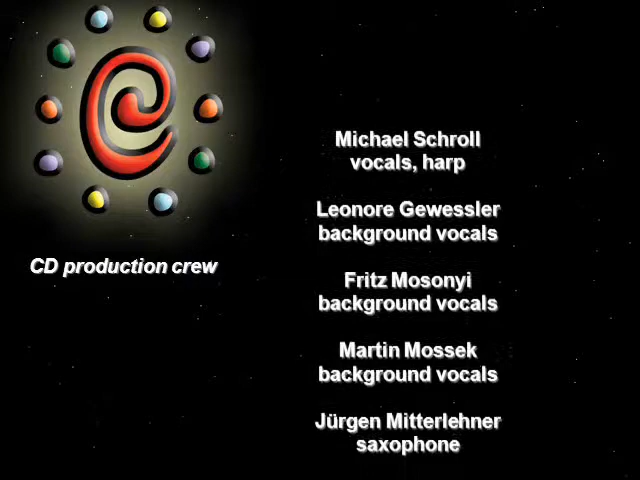 CD production crew
Michael Schroll
vocals, harp
Leonore Gewessler
background vocals
Fritz Mosonyi
background vocals
Martin Mossek
background vocals
Jürgen Mitterlehner
saxophone